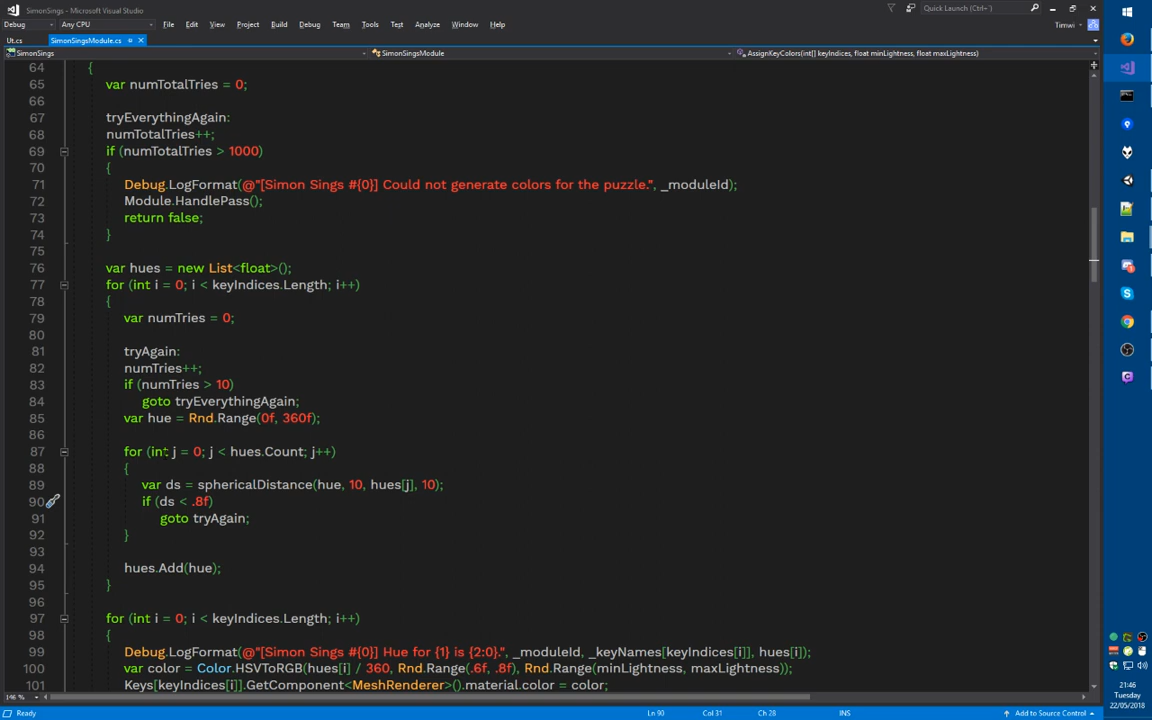 SimonSings - Microsoft Visual Studio
Quick Launch (Ctrl+`)
File Edit View Project Build Debug Team Tools Test Analyze Window Help
Timwi
Debug Any CPU
Ut.cs SimonSingsModule.cs
SimonSings SimonSingsModule AssignKeyColors(int[] keyIndices, float minLightness, float maxLightness)
64 {
65 var numTotalTries = 0;
66
67 tryEverythingAgain:
68 numTotalTries++;
69 if (numTotalTries > 1000)
70 {
71 Debug.LogFormat(@"[Simon Sings #{0}] Could not generate colors for the puzzle.", _moduleId);
72 Module.HandlePass();
73 return false;
74 }
75
76 var hues = new List<float>();
77 for (int i = 0; i < keyIndices.Length; i++)
78 {
79 var numTries = 0;
80
81 tryAgain:
82 numTries++;
83 if (numTries > 10)
84 goto tryEverythingAgain;
85 var hue = Rnd.Range(0f, 360f);
86
87 for (int j = 0; j < hues.Count; j++)
88 {
89 var ds = sphericalDistance(hue, 10, hues[j], 10);
90 if (ds < .8f)
91 goto tryAgain;
92 }
93
94 hues.Add(hue);
95 }
96
97 for (int i = 0; i < keyIndices.Length; i++)
98 {
99 Debug.LogFormat(@"[Simon Sings #{0}] Hue for {1} is {2:0}.", _moduleId, _keyNames[keyIndices[i]], hues[i]);
100 var color = Color.HSVToRGB(hues[i] / 360, Rnd.Range(.6f, .8f), Rnd.Range(minLightness, maxLightness));
101 Keys[keyIndices[i]].GetComponent<MeshRenderer>().material.color = color;
146 %
Ready Ln 90 Col 31 Ch 28 INS Add to Source Control
21:46
Tuesday
22/05/2018